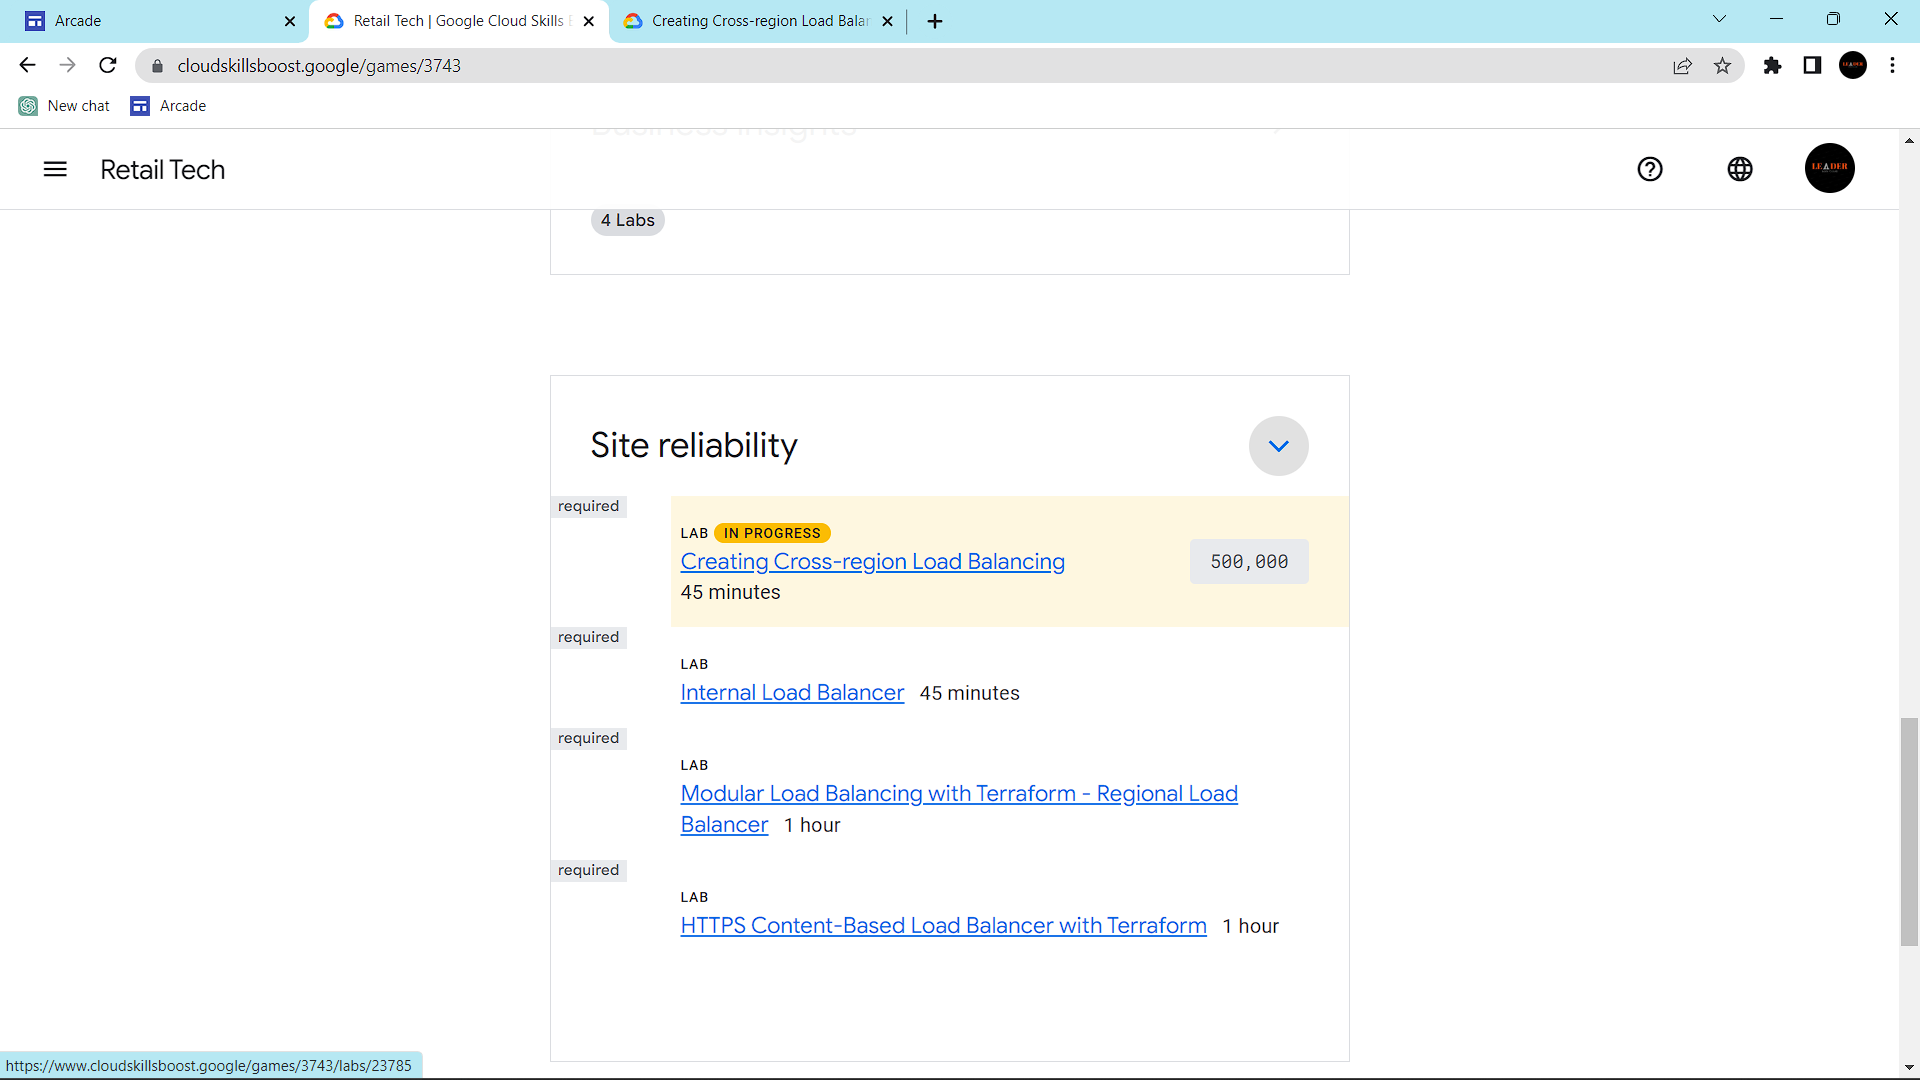 Arcade
Retail Tech | Google Cloud Skills
Creating Cross-region Load Balar
cloudskillsboost.google/games/3743
New chat
Arcade
Business Insights
Retail Tech
LEADER
4 Labs
Site reliability
required
LAB IN PROGRESS
Creating Cross-region Load Balancing
500,000
45 minutes
required
LAB
Internal Load Balancer 45 minutes
required
LAB
Modular Load Balancing with Terraform - Regional Load
Balancer 1 hour
required
LAB
HTTPS Content-Based Load Balancer with Terraform 1 hour
https://www.cloudskillsboost.google/games/3743/labs/23785